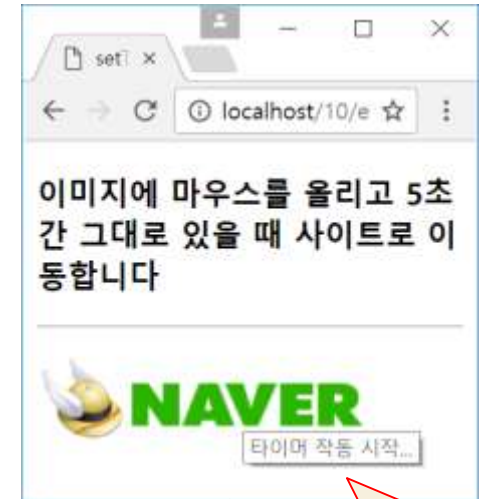 setT
localhost/10/e
이미지에 마우스를 올리고 5초
간 그대로 있을 때 사이트로 이
동합니다
NAVER
타이머 작동 시작...